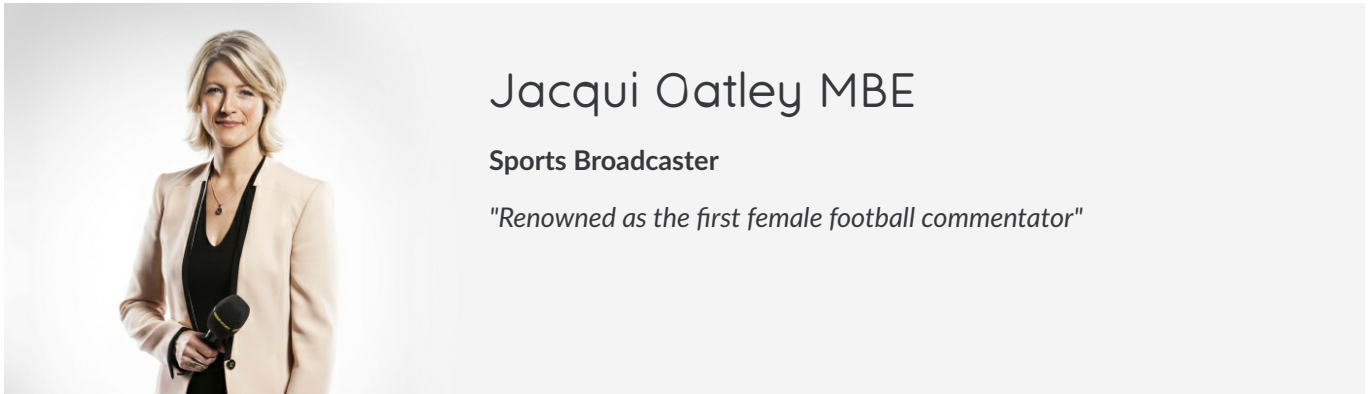 Jacqui Oatley MBE
Sports Broadcaster
"Renowned as the first female football commentator"